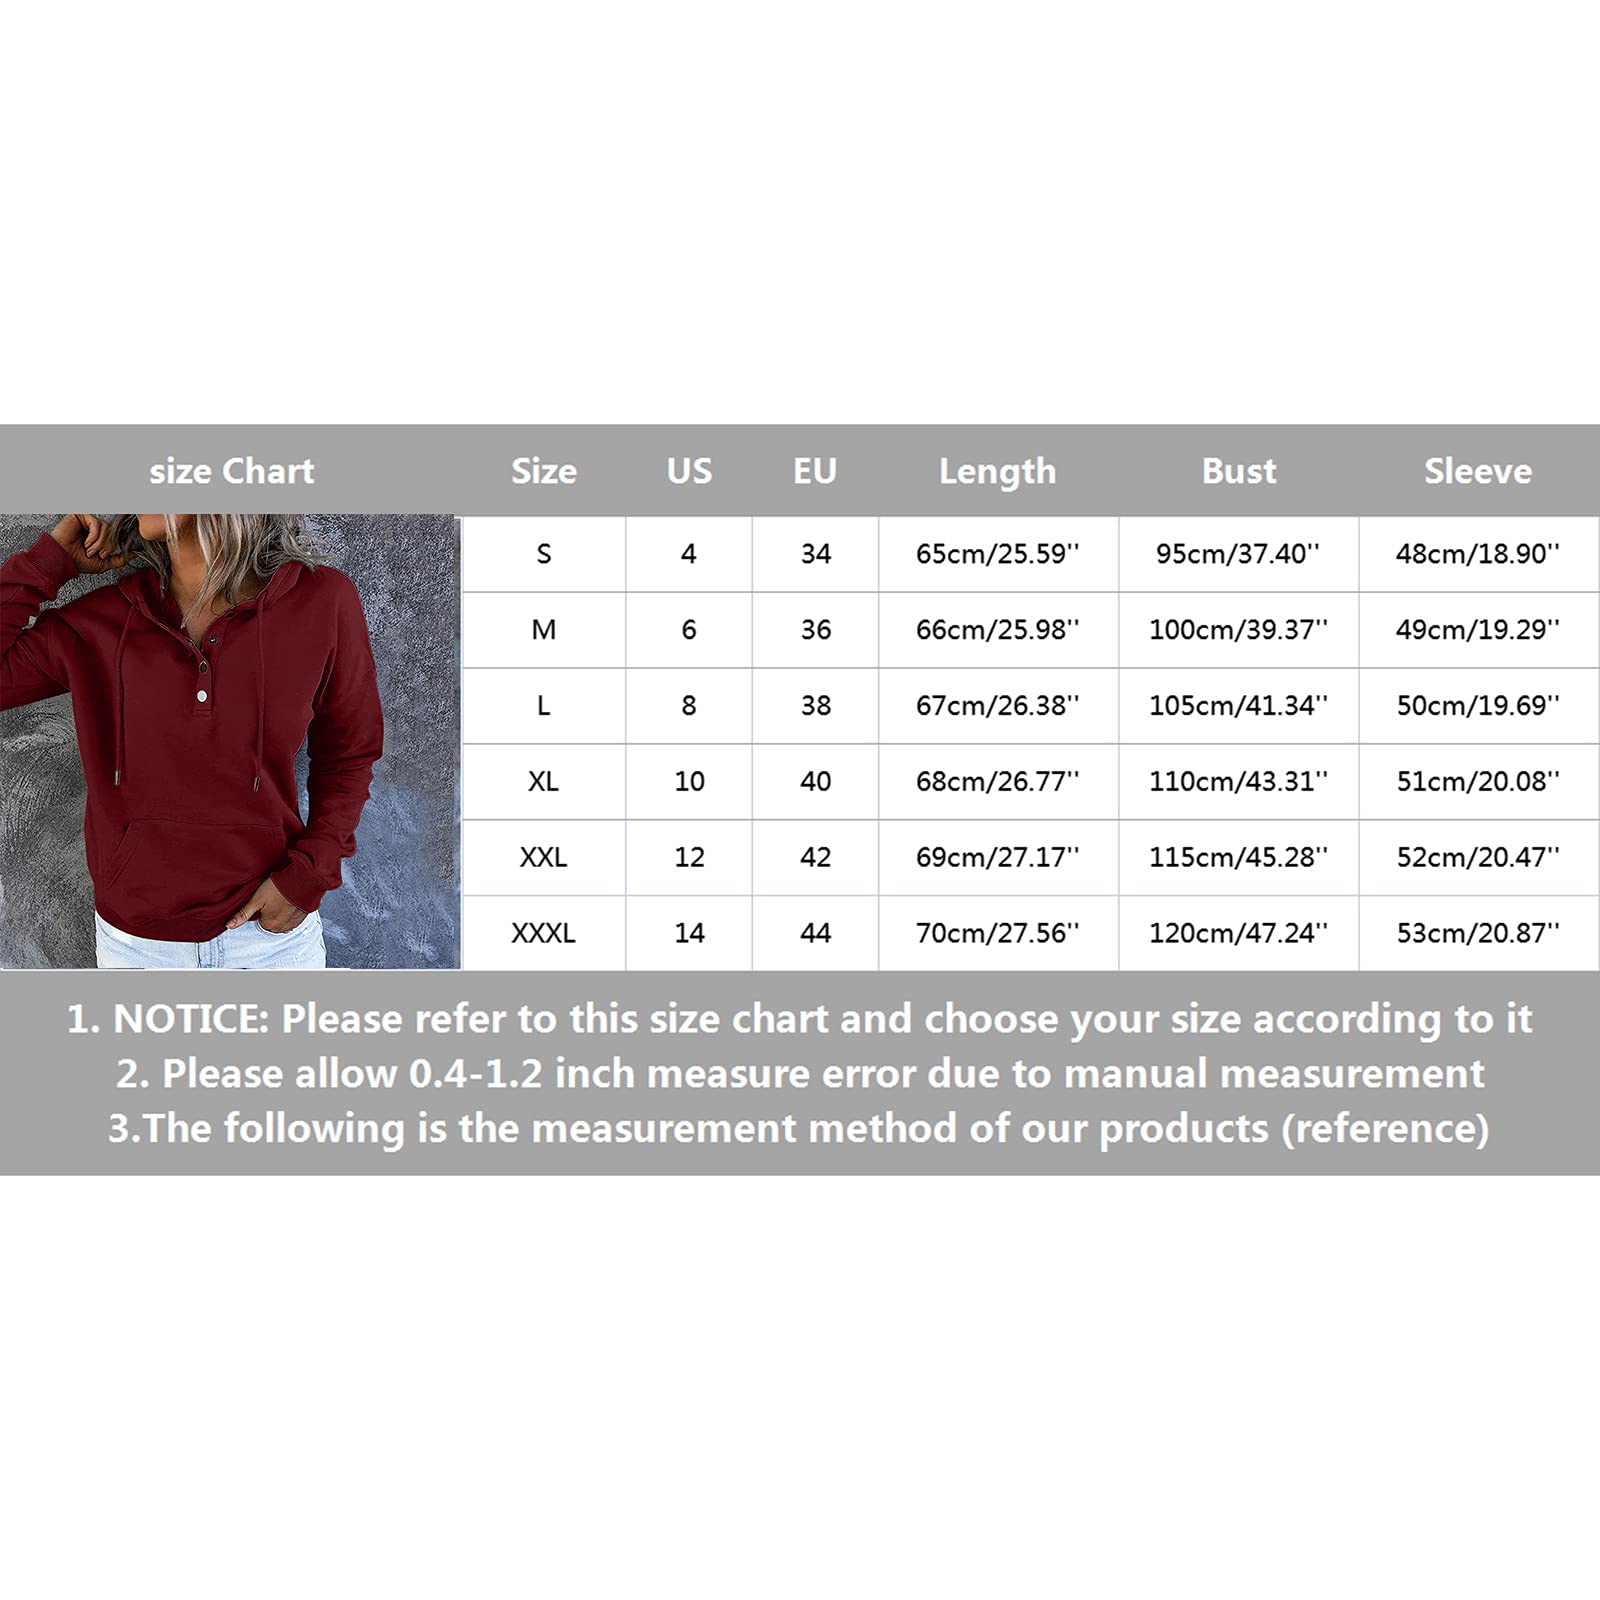 size Chart Size US EU Length Bust Sleeve
S 4 34 65cm/25.59'' 95cm/37.40'' 48cm/18.90''
M 6 36 66cm/25.98'' 100cm/39.37'' 49cm/19.29''
L 8 38 67cm/26.38'' 105cm/41.34'' 50cm/19.69''
XL 10 40 68cm/26.77'' 110cm/43.31'' 51cm/20.08''
XXL 12 42 69cm/27.17'' 115cm/45.28'' 52cm/20.47''
XXXL 14 44 70cm/27.56'' 120cm/47.24'' 53cm/20.87''
1. NOTICE: Please refer to this size chart and choose your size according to it
2. Please allow 0.4-1.2 inch measure error due to manual measurement
3.The following is the measurement method of our products (reference)